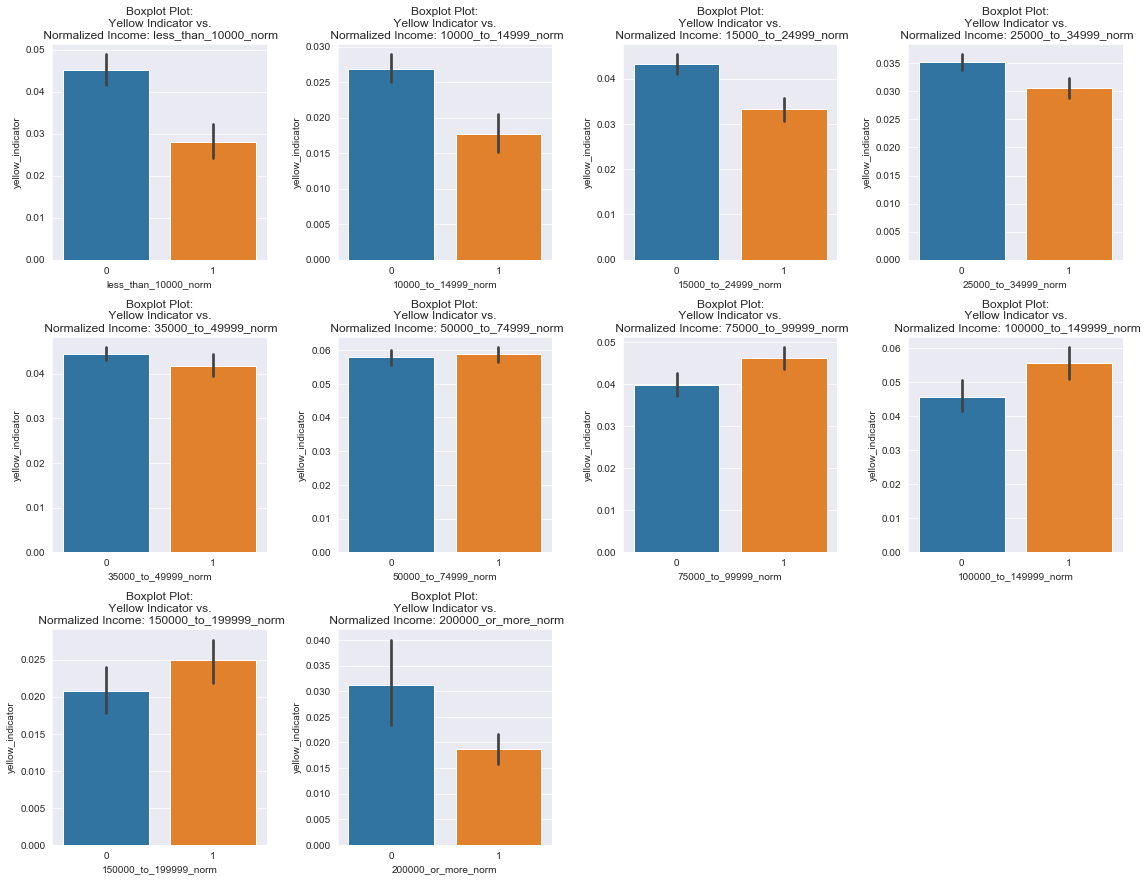 Boxplot Plot:
Yellow Indicator vs.
Normalized Income: less_than_10000_norm
0.05
0.04
0.03
0.02
0.01
0.00
yellow_indicator
0 1
less_than_10000_norm
Boxplot Plot:
Yellow Indicator vs.
Normalized Income: 10000_to_14999_norm
0.030
0.025
0.020
0.015
0.010
0.005
0.000
yellow_indicator
0 1
10000_to_14999_norm
Boxplot Plot:
Yellow Indicator vs.
Normalized Income: 15000_to_24999_norm
0.04
0.03
0.02
0.01
0.00
yellow_indicator
0 1
15000_to_24999_norm
Boxplot Plot:
Yellow Indicator vs.
Normalized Income: 25000_to_34999_norm
0.035
0.030
0.025
0.020
0.015
0.010
0.005
0.000
yellow_indicator
0 1
25000_to_34999_norm
Boxplot Plot:
Yellow Indicator vs.
Normalized Income: 35000_to_49999_norm
0.04
0.03
0.02
0.01
0.00
yellow_indicator
0 1
35000_to_49999_norm
Boxplot Plot:
Yellow Indicator vs.
Normalized Income: 50000_to_74999_norm
0.06
0.05
0.04
0.03
0.02
0.01
0.00
yellow_indicator
0 1
50000_to_74999_norm
Boxplot Plot:
Yellow Indicator vs.
Normalized Income: 75000_to_99999_norm
0.05
0.04
0.03
0.02
0.01
0.00
yellow_indicator
0 1
75000_to_99999_norm
Boxplot Plot:
Yellow Indicator vs.
Normalized Income: 100000_to_149999_norm
0.06
0.05
0.04
0.03
0.02
0.01
0.00
yellow_indicator
0 1
100000_to_149999_norm
Boxplot Plot:
Yellow Indicator vs.
Normalized Income: 150000_to_199999_norm
0.025
0.020
0.015
0.010
0.005
0.000
yellow_indicator
0 1
150000_to_199999_norm
Boxplot Plot:
Yellow Indicator vs.
Normalized Income: 200000_or_more_norm
0.040
0.035
0.030
0.025
0.020
0.015
0.010
0.005
0.000
yellow_indicator
0 1
200000_or_more_norm